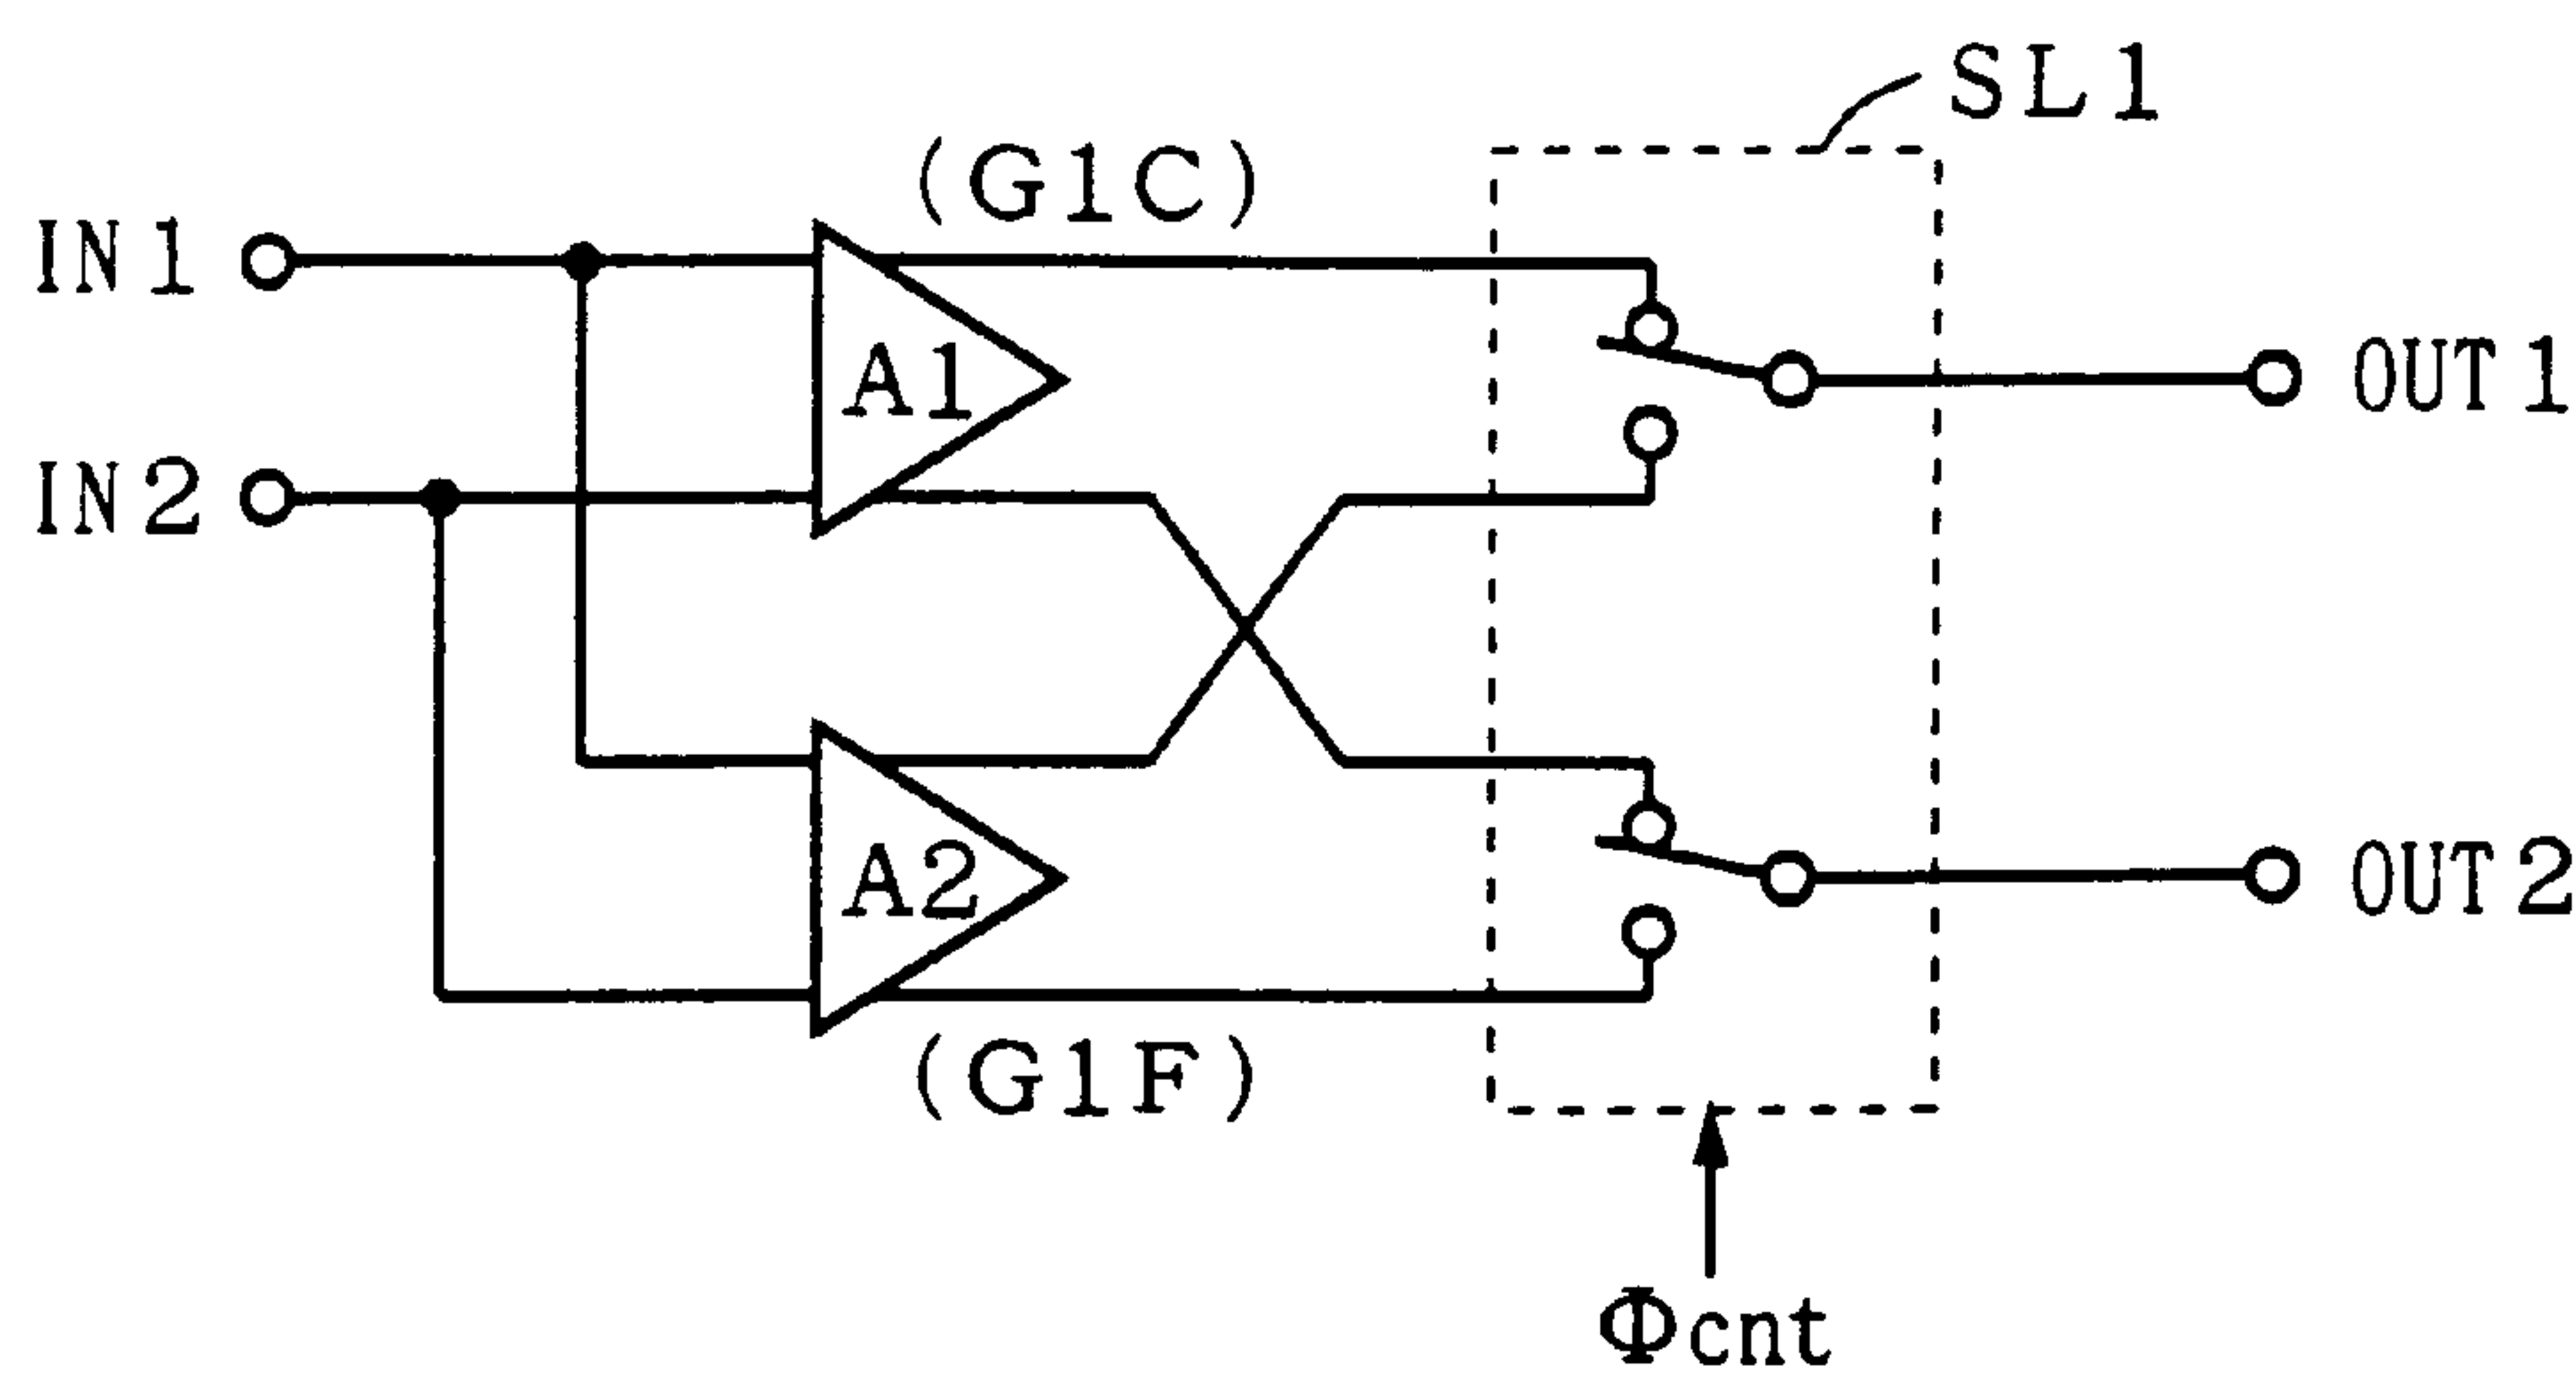 SL1
(G1C)
IN1
A1
OUT1
IN2
A2
OUT2
(G1F)
Φcnt